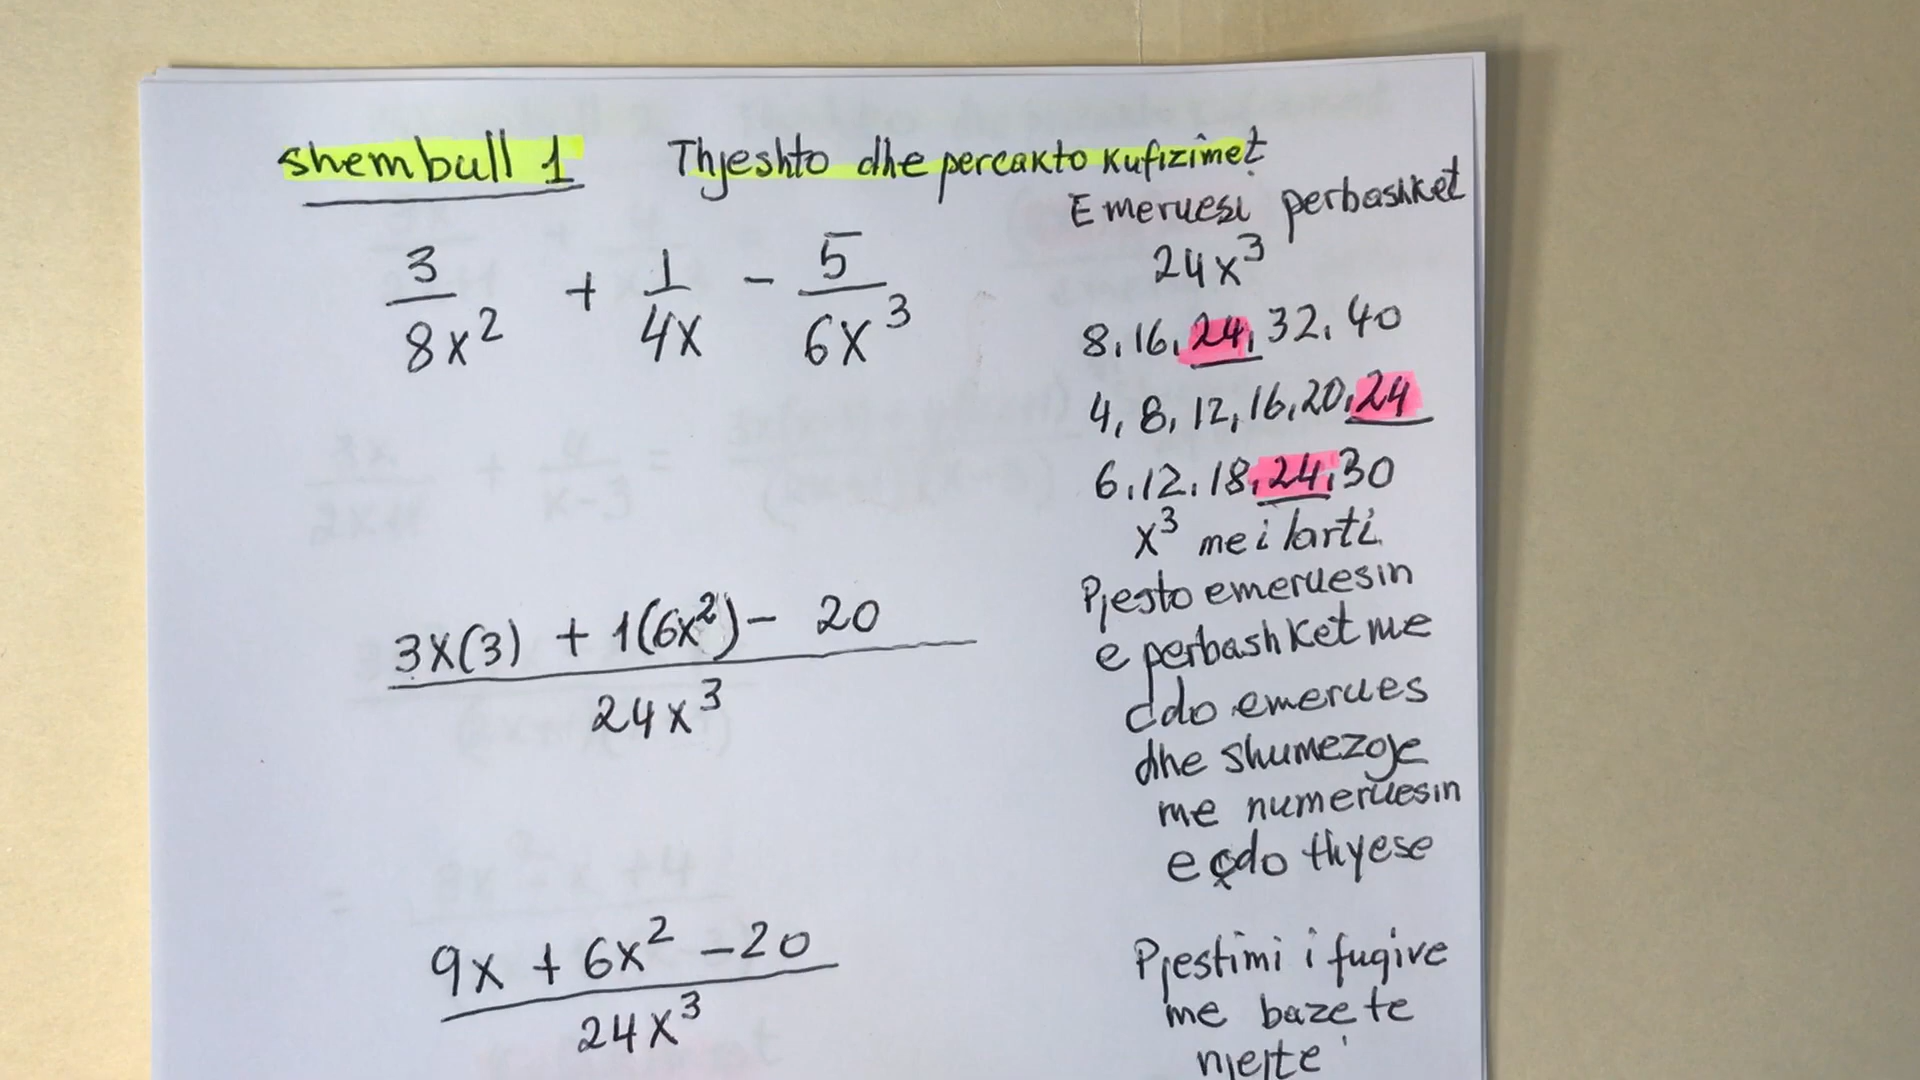 shembull 1 Thjeshto dhe percakto kufizimet
3/8x² + 1/4x - 5/6x³
3x(3) + 1(6x²) - 20
24x³
9x + 6x² - 20
24x³
Emeruesi perbashket
24x³
8, 16, 24, 32, 40
4, 8, 12, 16, 20, 24
6, 12, 18, 24, 30
x³ me i larti
Pjesto emeruesin
e perbashket me
cdo emerues
dhe shumezoje
me numeruesin
e çdo thyese
Pjestimi i fuqive
me baze te
njejte